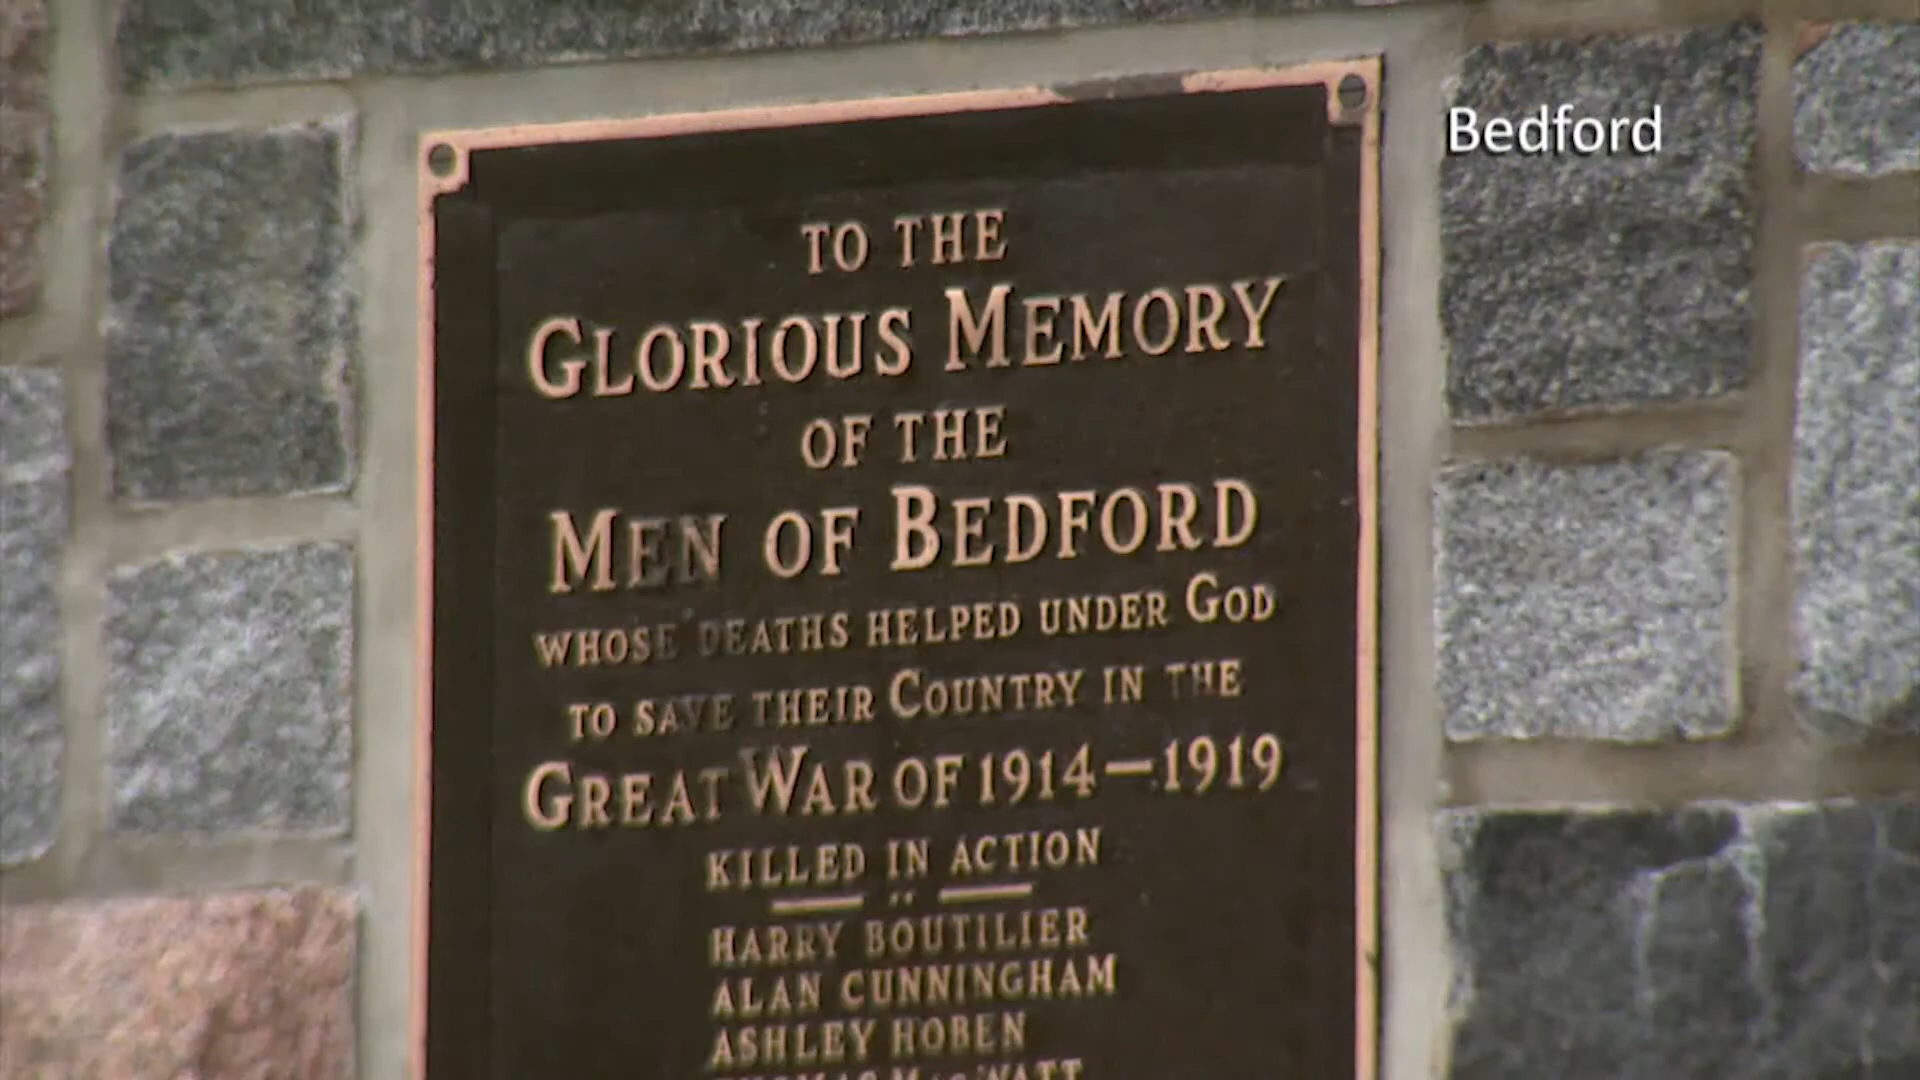 Bedford
TO THE
GLORIOUS MEMORY
OF THE
MEN OF BEDFORD
WHOSE DEATHS HELPED UNDER GOD
TO SAVE THEIR COUNTRY IN THE
GREAT WAR OF 1914—1919
KILLED IN ACTION
HARRY BOUTILIER
ALAN CUNNINGHAM
ASHLEY HOBEN
THOMAS